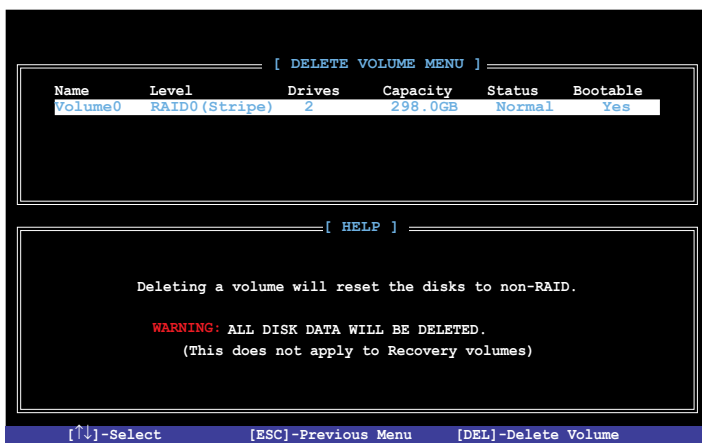 [ DELETE VOLUME MENU ]
Name Level Drives Capacity Status Bootable
Volume0 RAID0(Stripe) 2 298.0GB Normal Yes
[ HELP ]
Deleting a volume will reset the disks to non-RAID.
WARNING: ALL DISK DATA WILL BE DELETED.
(This does not apply to Recovery volumes)
[↑↓]-Select [ESC]-Previous Menu [DEL]-Delete Volume